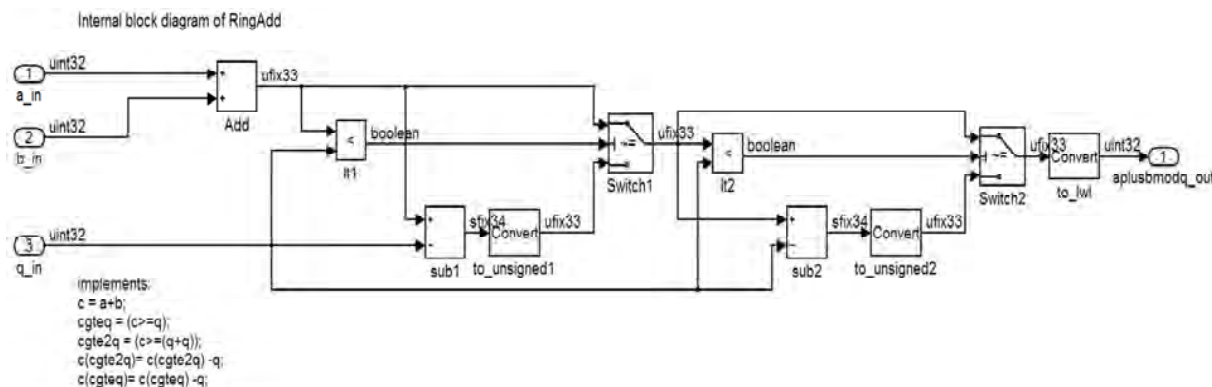 Internal block diagram of RingAdd
1
uint32
a_in
2
uint32
b_in
3
uint32
q_in
+
+
Add
ufix33
<
lt1
boolean
+
-
sub1
sfix34
Convert
to_unsigned1
ufix33
~=
Switch1
ufix33
<
lt2
boolean
+
-
sub2
sfix34
Convert
to_unsigned2
ufix33
~=
Switch2
ufix33
Convert
to_lwl
uint32
1
aplusbmodq_out
implements:
c = a+b;
cgteq = (c>=q);
cgte2q = (c>=(q+q));
c(cgte2q)= c(cgte2q) -q;
c(cgteq)= c(cgteq) -q;